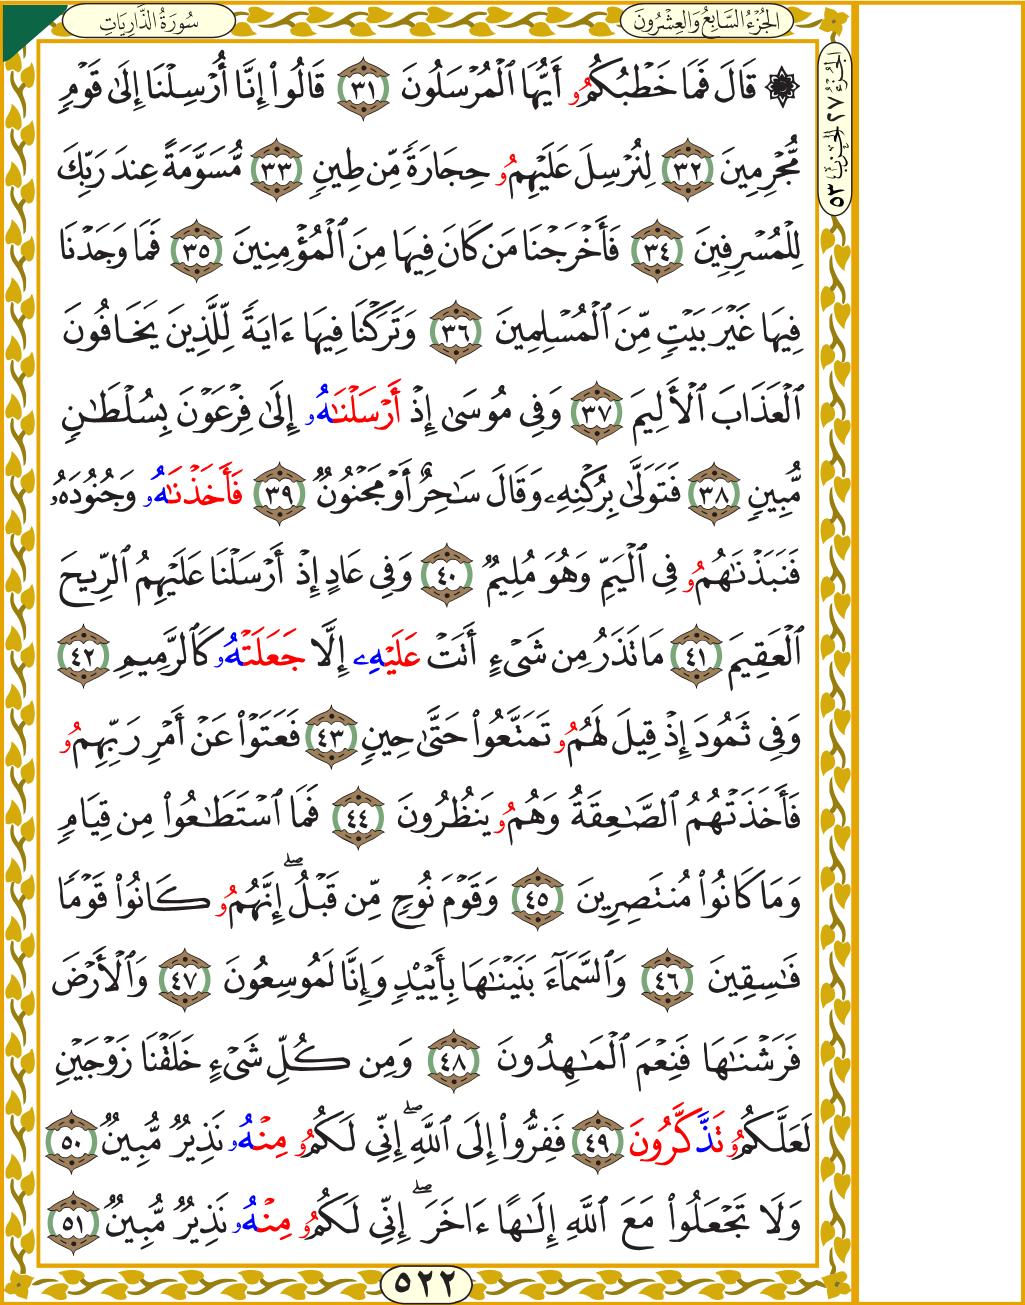 سُورَةُ الذَّارِيَاتِ
الجُزْءُ السَّابِعُ وَالعِشْرُونَ
الجُزْءُ ٢٧ الحِزْبُ ٥٣
۞ قَالَ فَمَا خَطْبُكُمُۥ أَيُّهَا ٱلْمُرْسَلُونَ ٣١ قَالُوٓا۟ إِنَّا أُرْسِلْنَا إِلَىٰ قَوْمٍ
مُّجْرِمِينَ ٣٢ لِنُرْسِلَ عَلَيْهِمُۥ حِجَارَةً مِّن طِينٍ ٣٣ مُّسَوَّمَةً عِندَ رَبِّكَ
لِلْمُسْرِفِينَ ٣٤ فَأَخْرَجْنَا مَن كَانَ فِيهَا مِنَ ٱلْمُؤْمِنِينَ ٣٥ فَمَا وَجَدْنَا
فِيهَا غَيْرَ بَيْتٍ مِّنَ ٱلْمُسْلِمِينَ ٣٦ وَتَرَكْنَا فِيهَا ءَايَةً لِّلَّذِينَ يَخَافُونَ
ٱلْعَذَابَ ٱلْأَلِيمَ ٣٧ وَفِى مُوسَىٰ إِذْ أَرْسَلْنَـٰهُۥ إِلَىٰ فِرْعَوْنَ بِسُلْطَـٰنٍ
مُّبِينٍ ٣٨ فَتَوَلَّىٰ بِرُكْنِهِۦ وَقَالَ سَـٰحِرٌ أَوْ مَجْنُونٌ ٣٩ فَأَخَذْنَـٰهُۥ وَجُنُودَهُۥ
فَنَبَذْنَـٰهُمُۥ فِى ٱلْيَمِّ وَهُوَ مُلِيمٌ ٤٠ وَفِى عَادٍ إِذْ أَرْسَلْنَا عَلَيْهِمُ ٱلرِّيحَ
ٱلْعَقِيمَ ٤١ مَا تَذَرُ مِن شَىْءٍ أَتَتْ عَلَيْهِۦ إِلَّا جَعَلَتْهُۥ كَٱلرَّمِيمِ ٤٢
وَفِى ثَمُودَ إِذْ قِيلَ لَهُمُۥ تَمَتَّعُوا۟ حَتَّىٰ حِينٍ ٤٣ فَعَتَوْا۟ عَنْ أَمْرِ رَبِّهِمُۥ
فَأَخَذَتْهُمُ ٱلصَّـٰعِقَةُ وَهُمُۥ يَنظُرُونَ ٤٤ فَمَا ٱسْتَطَـٰعُوا۟ مِن قِيَامٍ
وَمَا كَانُوا۟ مُنتَصِرِينَ ٤٥ وَقَوْمَ نُوحٍ مِّن قَبْلُ ۖ إِنَّهُمُۥ كَانُوا۟ قَوْمًا
فَـٰسِقِينَ ٤٦ وَٱلسَّمَآءَ بَنَيْنَـٰهَا بِأَيْي۟دٍ وَإِنَّا لَمُوسِعُونَ ٤٧ وَٱلْأَرْضَ
فَرَشْنَـٰهَا فَنِعْمَ ٱلْمَـٰهِدُونَ ٤٨ وَمِن كُلِّ شَىْءٍ خَلَقْنَا زَوْجَيْنِ
لَعَلَّكُمُۥ تَذَّكَّرُونَ ٤٩ فَفِرُّوٓا۟ إِلَى ٱللَّهِ ۖ إِنِّى لَكُمُۥ مِنْهُۥ نَذِيرٌ مُّبِينٌ ٥٠
وَلَا تَجْعَلُوا۟ مَعَ ٱللَّهِ إِلَـٰهًا ءَاخَرَ ۖ إِنِّى لَكُمُۥ مِنْهُۥ نَذِيرٌ مُّبِينٌ ٥١
٥٢٢